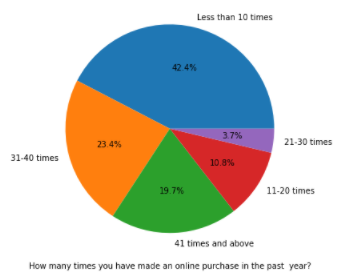 Less than 10 times
42.4%
31-40 times
23.4%
3.7%
21-30 times
10.8%
11-20 times
19.7%
41 times and above
How many times you have made an online purchase in the past  year?